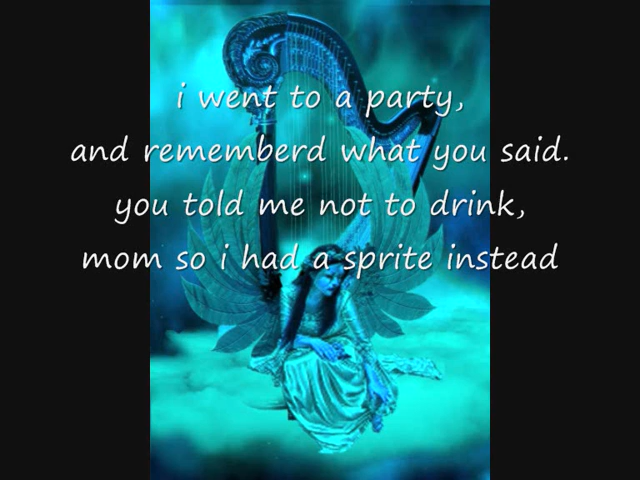 i went to a party,
and rememberd what you said.
you told me not to drink,
mom so i had a sprite instead